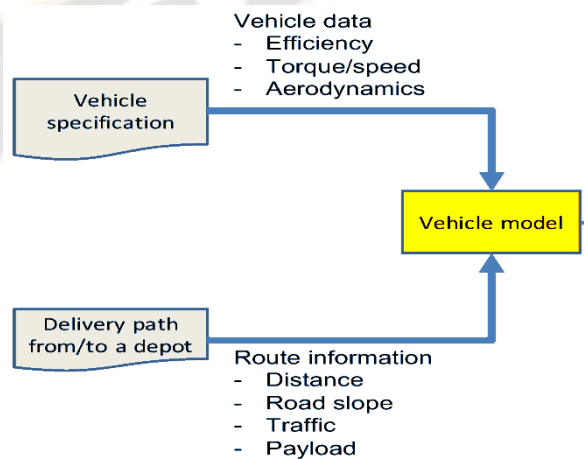 Vehicle data
- Efficiency
- Torque/speed
- Aerodynamics
Vehicle
specification
Vehicle model
Delivery path
from/to a depot
Route information
- Distance
- Road slope
- Traffic
- Payload